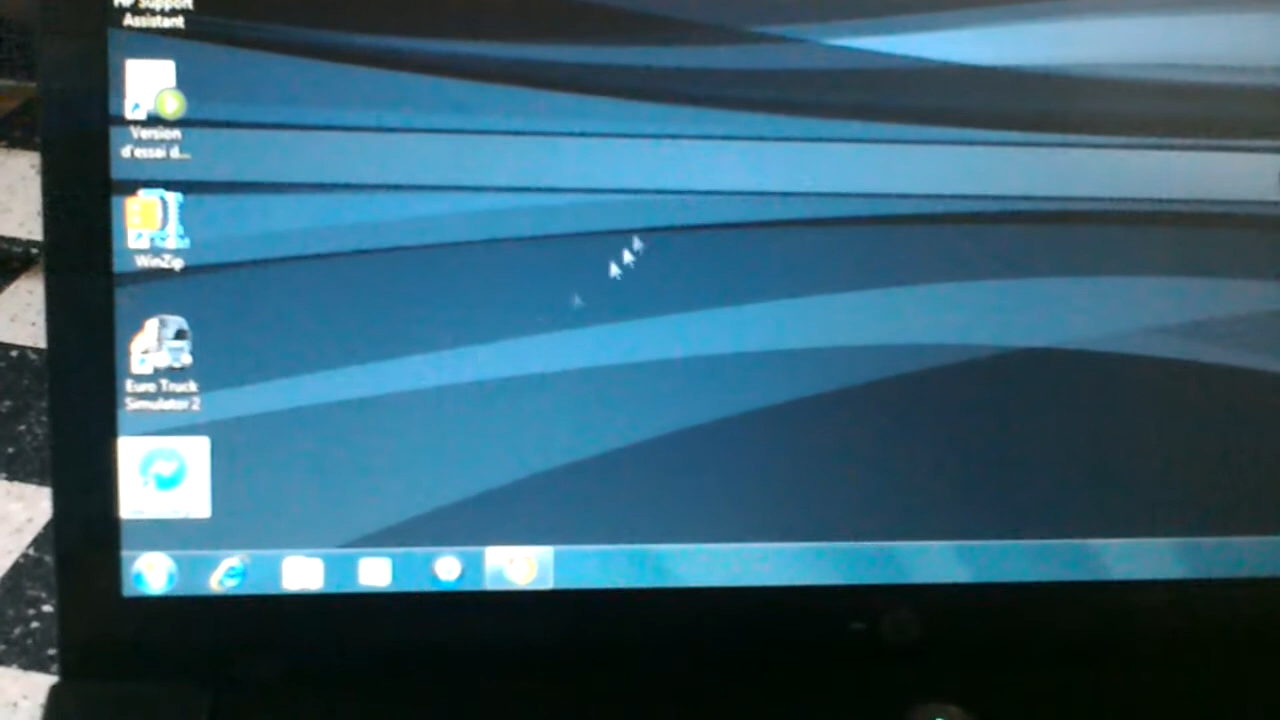 HP Support
Assistant
Version
d'essai d...
WinZip
Euro Truck
Simulator 2